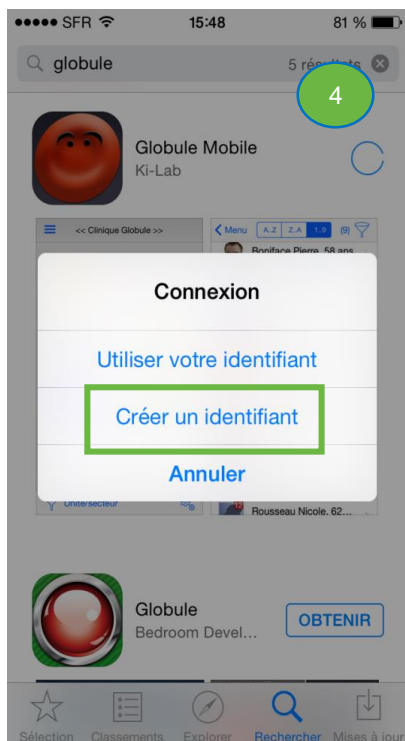 SFR 15:48 81 %
globule 5 résultats
4
Globule Mobile
Ki-Lab
<< Clinique Globule >>
Menu A..Z Z..A 1..9 (9)
Boniface Pierre, 58 ans
Connexion
Utiliser votre identifiant
Créer un identifiant
Annuler
Unité/secteur
Rousseau Nicole, 62...
Globule
Bedroom Devel...
OBTENIR
Sélection Classements Explorer Rechercher Mises à jour